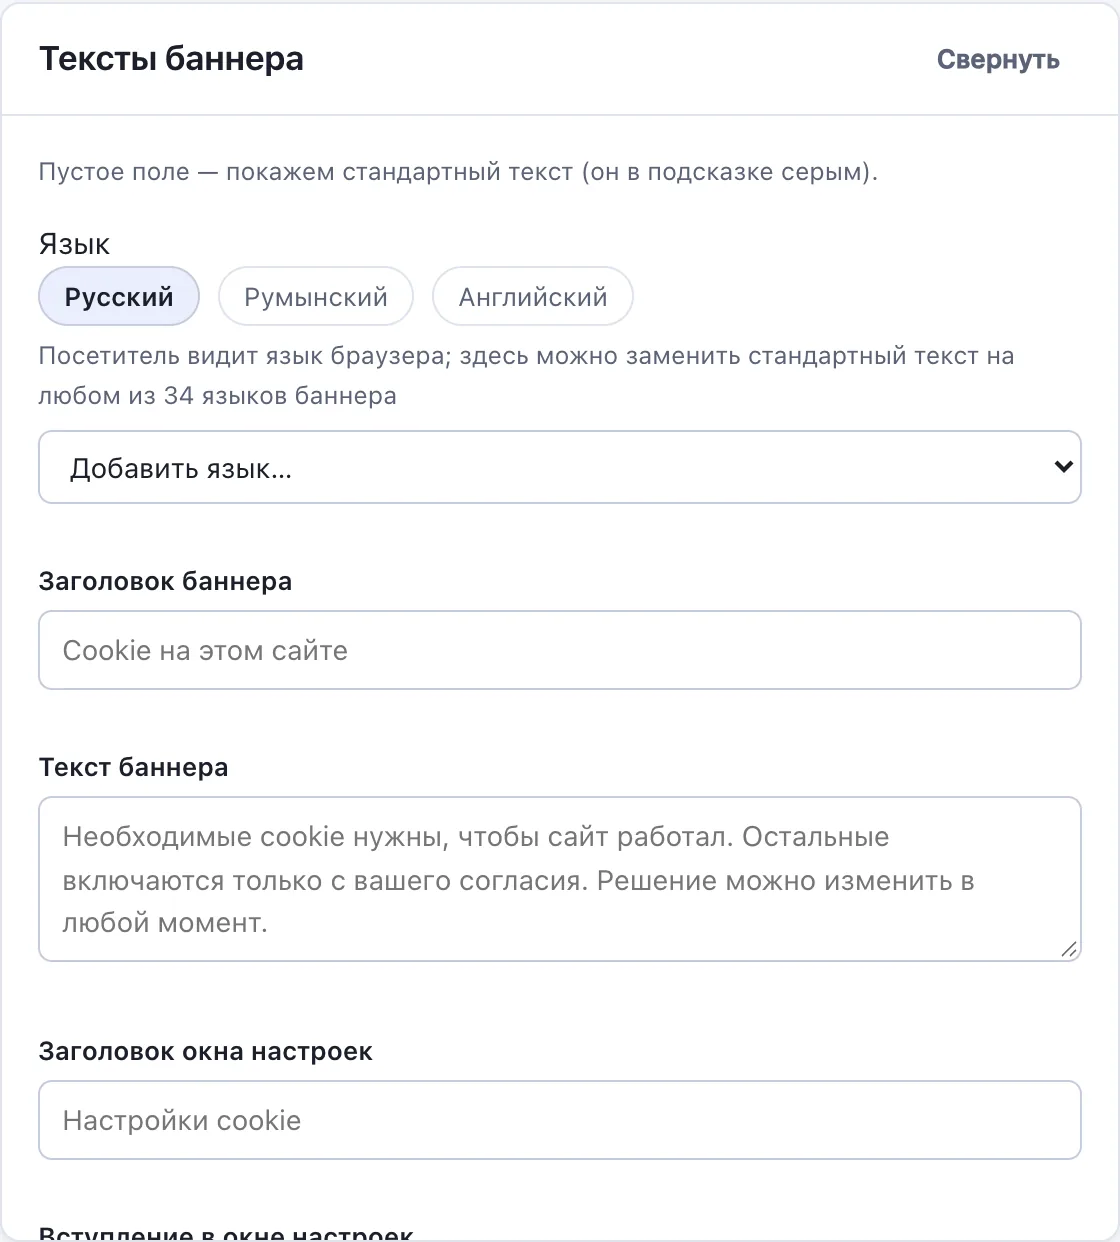 Тексты баннера
Свернуть
Пустое поле — покажем стандартный текст (он в подсказке серым).
Язык
Русский Румынский Английский
Посетитель видит язык браузера; здесь можно заменить стандартный текст на
любом из 34 языков баннера
Добавить язык...
Заголовок баннера
Cookie на этом сайте
Текст баннера
Необходимые cookie нужны, чтобы сайт работал. Остальные
включаются только с вашего согласия. Решение можно изменить в
любой момент.
Заголовок окна настроек
Настройки cookie
Вступление в окне настроек